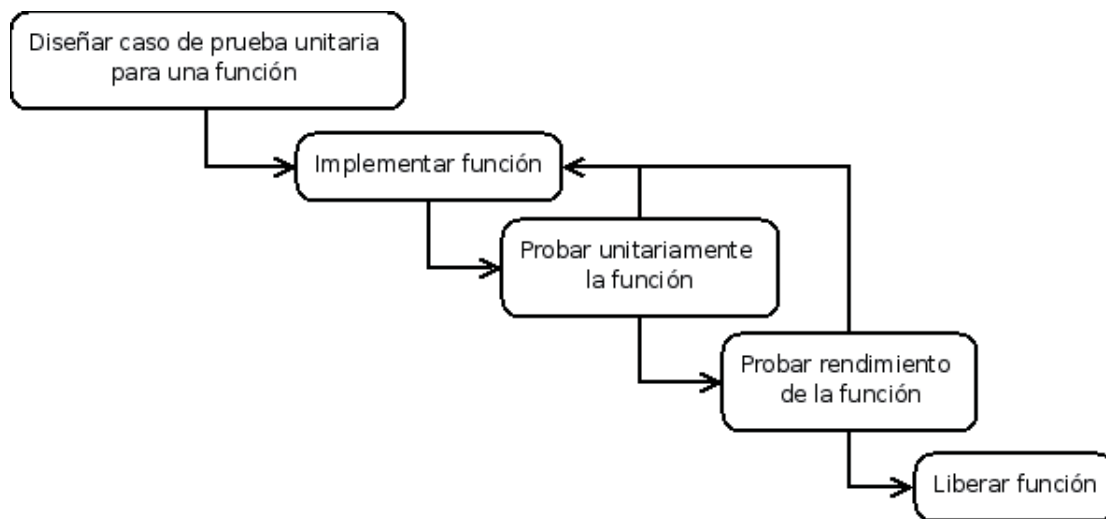 Diseñar caso de prueba unitaria
para una función
Implementar función
Probar unitariamente
la función
Probar rendimiento
de la función
Liberar función